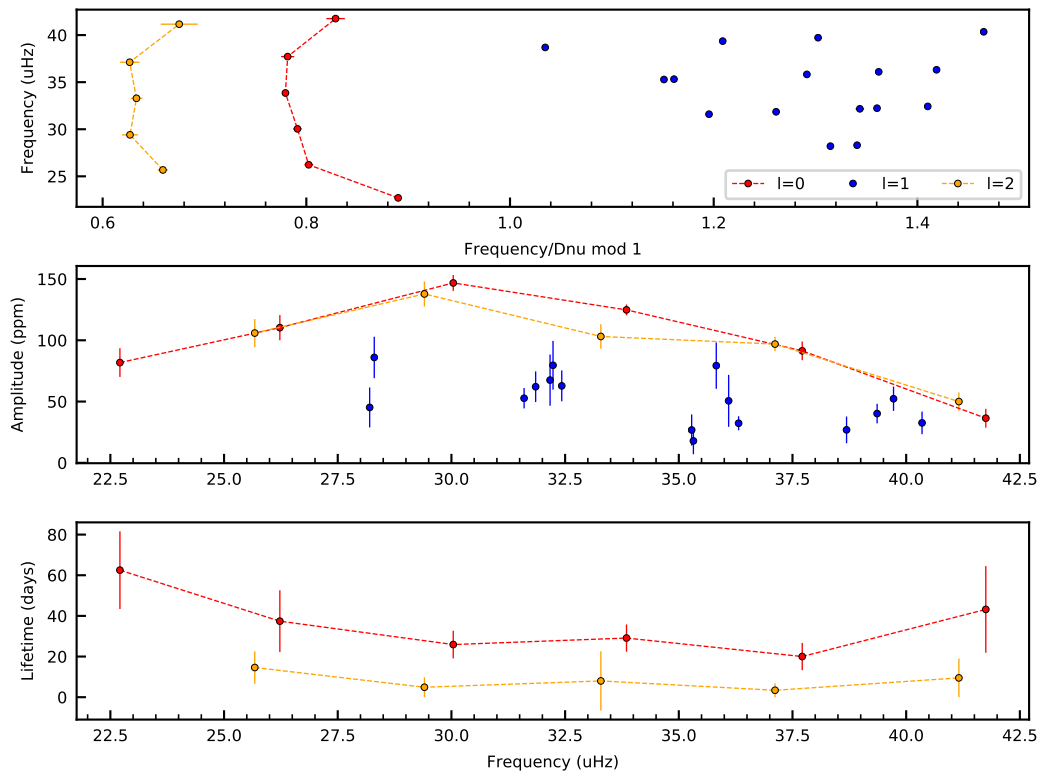 Frequency (uHz)
40
35
30
25
l=0 l=1 l=2
0.6 0.8 1.0 1.2 1.4
Frequency/Dnu mod 1
Amplitude (ppm)
150
100
50
0
22.5 25.0 27.5 30.0 32.5 35.0 37.5 40.0 42.5
Lifetime (days)
80
60
40
20
0
22.5 25.0 27.5 30.0 32.5 35.0 37.5 40.0 42.5
Frequency (uHz)